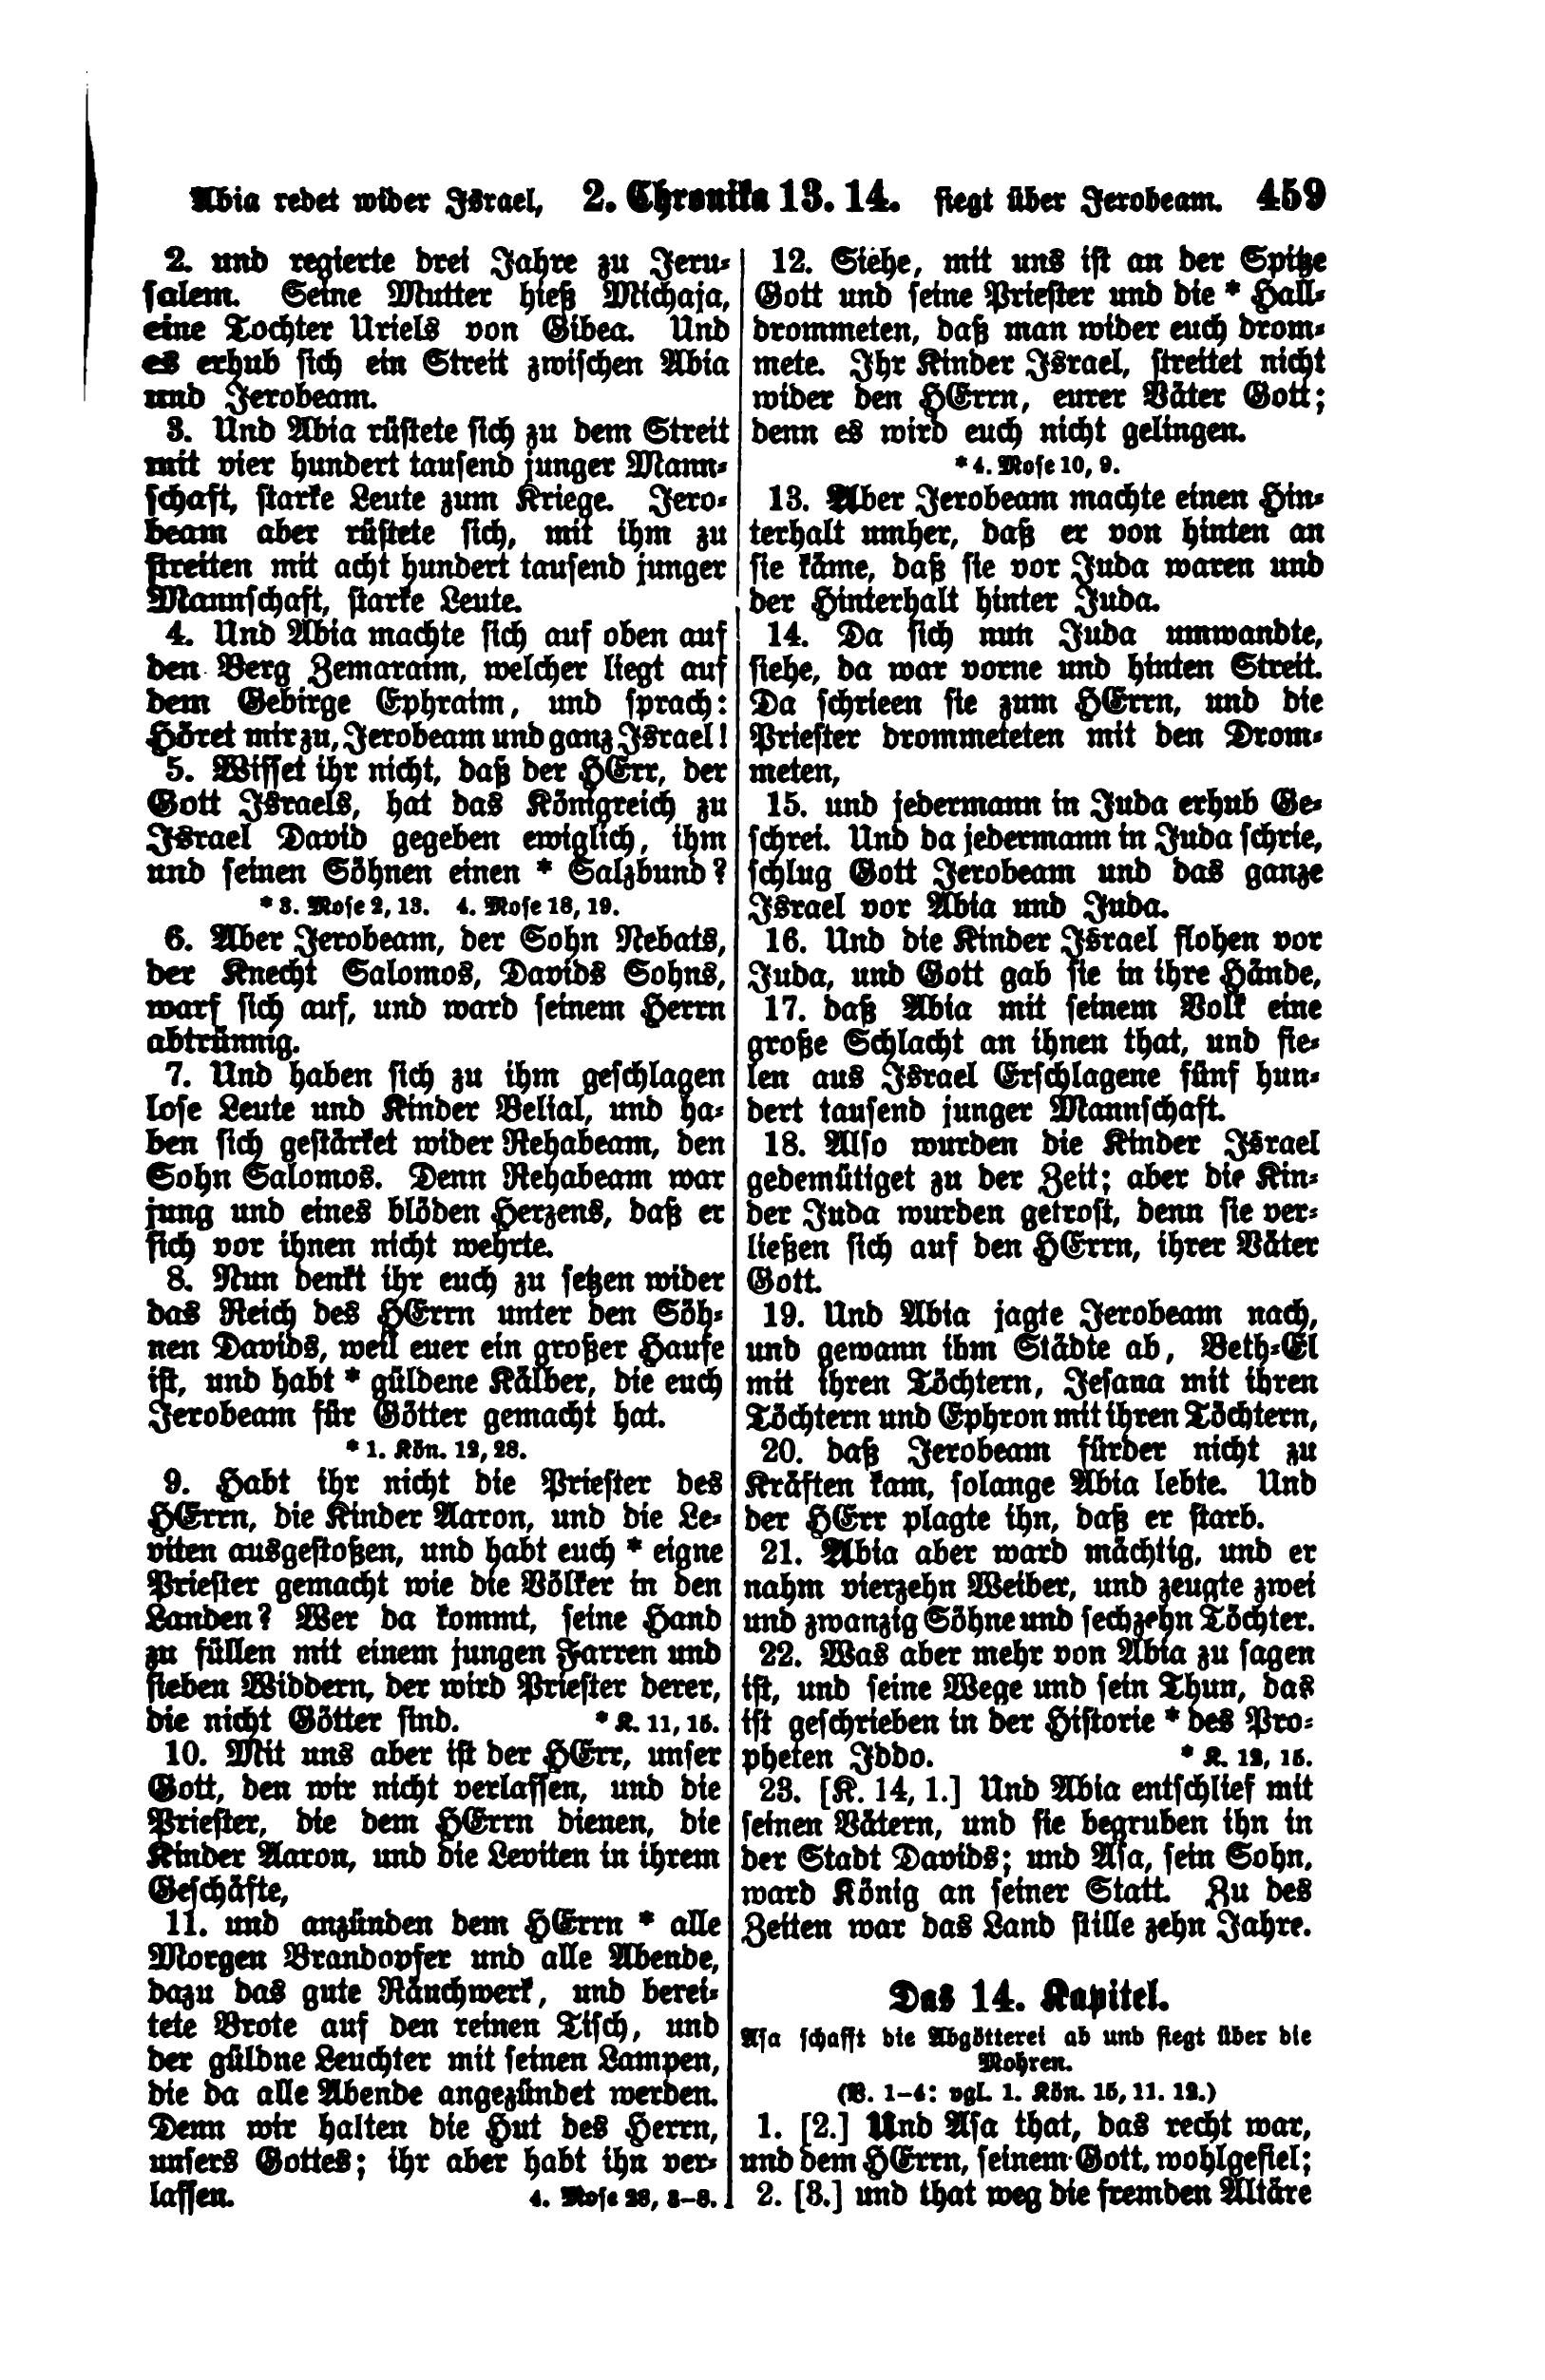 Abia redet wider Israel, 2. Chronika 13. 14. siegt über Jerobeam. 459
2. und regierte drei Jahre zu Jeru-
salem. Seine Mutter hieß Michaja,
eine Tochter Uriels von Gibea. Und
es erhub sich ein Streit zwischen Abia
und Jerobeam.
3. Und Abia rüstete sich zu dem Streit
mit vier hundert tausend junger Mann-
schaft, starke Leute zum Kriege. Jero-
beam aber rüstete sich, mit ihm zu
streiten mit acht hundert tausend junger
Mannschaft, starke Leute.
4. Und Abia machte sich auf oben auf
den Berg Zemaraim, welcher liegt auf
dem Gebirge Ephraim, und sprach:
Höret mir zu, Jerobeam und ganz Israel!
5. Wisset ihr nicht, daß der HErr, der
Gott Israels, hat das Königreich zu
Israel David gegeben ewiglich, ihm
und seinen Söhnen einen * Salzbund?
* 3. Mose 2, 13. 4. Mose 18, 19.
6. Aber Jerobeam, der Sohn Nebats,
der Knecht Salomos, Davids Sohns,
warf sich auf, und ward seinem Herrn
abtrünnig.
7. Und haben sich zu ihm geschlagen
lose Leute und Kinder Belial, und ha-
ben sich gestärket wider Rehabeam, den
Sohn Salomos. Denn Rehabeam war
jung und eines blöden Herzens, daß er
sich vor ihnen nicht wehrte.
8. Nun denkt ihr euch zu setzen wider
das Reich des HErrn unter den Söh-
nen Davids, weil euer ein großer Haufe
ist, und habt * güldene Kälber, die euch
Jerobeam für Götter gemacht hat.
* 1. Kön. 12, 28.
9. Habt ihr nicht die Priester des
HErrn, die Kinder Aaron, und die Le-
viten ausgestoßen, und habt euch * eigne
Priester gemacht wie die Völker in den
Landen? Wer da kommt, seine Hand
zu füllen mit einem jungen Farren und
sieben Widdern, der wird Priester derer,
die nicht Götter sind. * K. 11, 15.
10. Mit uns aber ist der HErr, unser
Gott, den wir nicht verlassen, und die
Priester, die dem HErrn dienen, die
Kinder Aaron, und die Leviten in ihrem
Geschäfte,
11. und anzünden dem HErrn * alle
Morgen Brandopfer und alle Abende,
dazu das gute Räuchwerk, und berei-
tete Brote auf den reinen Tisch, und
der güldne Leuchter mit seinen Lampen,
die da alle Abende angezündet werden.
Denn wir halten die Hut des Herrn,
unsers Gottes; ihr aber habt ihn ver-
lassen. 4. Mose 28, 3-8.
12. Siehe, mit uns ist an der Spitze
Gott und seine Priester und die * Hall-
drommeten, daß man wider euch drom-
mete. Ihr Kinder Israel, streitet nicht
wider den HErrn, eurer Väter Gott;
denn es wird euch nicht gelingen.
* 4. Mose 10, 9.
13. Aber Jerobeam machte einen Hin-
terhalt umher, daß er von hinten an
sie käme, daß sie vor Juda waren und
der Hinterhalt hinter Juda.
14. Da sich nun Juda umwandte,
siehe, da war vorne und hinten Streit.
Da schrieen sie zum HErrn, und die
Priester drommeteten mit den Drom-
meten,
15. und jedermann in Juda erhub Ge-
schrei. Und da jedermann in Juda schrie,
schlug Gott Jerobeam und das ganze
Israel vor Abia und Juda.
16. Und die Kinder Israel flohen vor
Juda, und Gott gab sie in ihre Hände,
17. daß Abia mit seinem Volk eine
große Schlacht an ihnen that, und fie-
len aus Israel Erschlagene fünf hun-
dert tausend junger Mannschaft.
18. Also wurden die Kinder Israel
gedemütiget zu der Zeit; aber die Kin-
der Juda wurden getrost, denn sie ver-
ließen sich auf den HErrn, ihrer Väter
Gott.
19. Und Abia jagte Jerobeam nach,
und gewann ihm Städte ab, Beth-El
mit ihren Töchtern, Jesana mit ihren
Töchtern und Ephron mit ihren Töchtern,
20. daß Jerobeam fürder nicht zu
Kräften kam, solange Abia lebte. Und
der HErr plagte ihn, daß er starb.
21. Abia aber ward mächtig, und er
nahm vierzehn Weiber, und zeugte zwei
und zwanzig Söhne und sechzehn Töchter.
22. Was aber mehr von Abia zu sagen
ist, und seine Wege und sein Thun, das
ist geschrieben in der Historie * des Pro-
pheten Iddo. * K. 12, 15.
23. [K. 14, 1.] Und Abia entschlief mit
seinen Vätern, und sie begruben ihn in
der Stadt Davids; und Asa, sein Sohn,
ward König an seiner Statt. Zu des
Zeiten war das Land stille zehn Jahre.
Das 14. Kapitel.
Asa schafft die Abgötterei ab und siegt über die
Mohren.
(V. 1-4: vgl. 1. Kön. 15, 11. 12.)
1. [2.] Und Asa that, das recht war,
und dem HErrn, seinem Gott, wohlgefiel;
2. [3.] und that weg die fremden Altäre